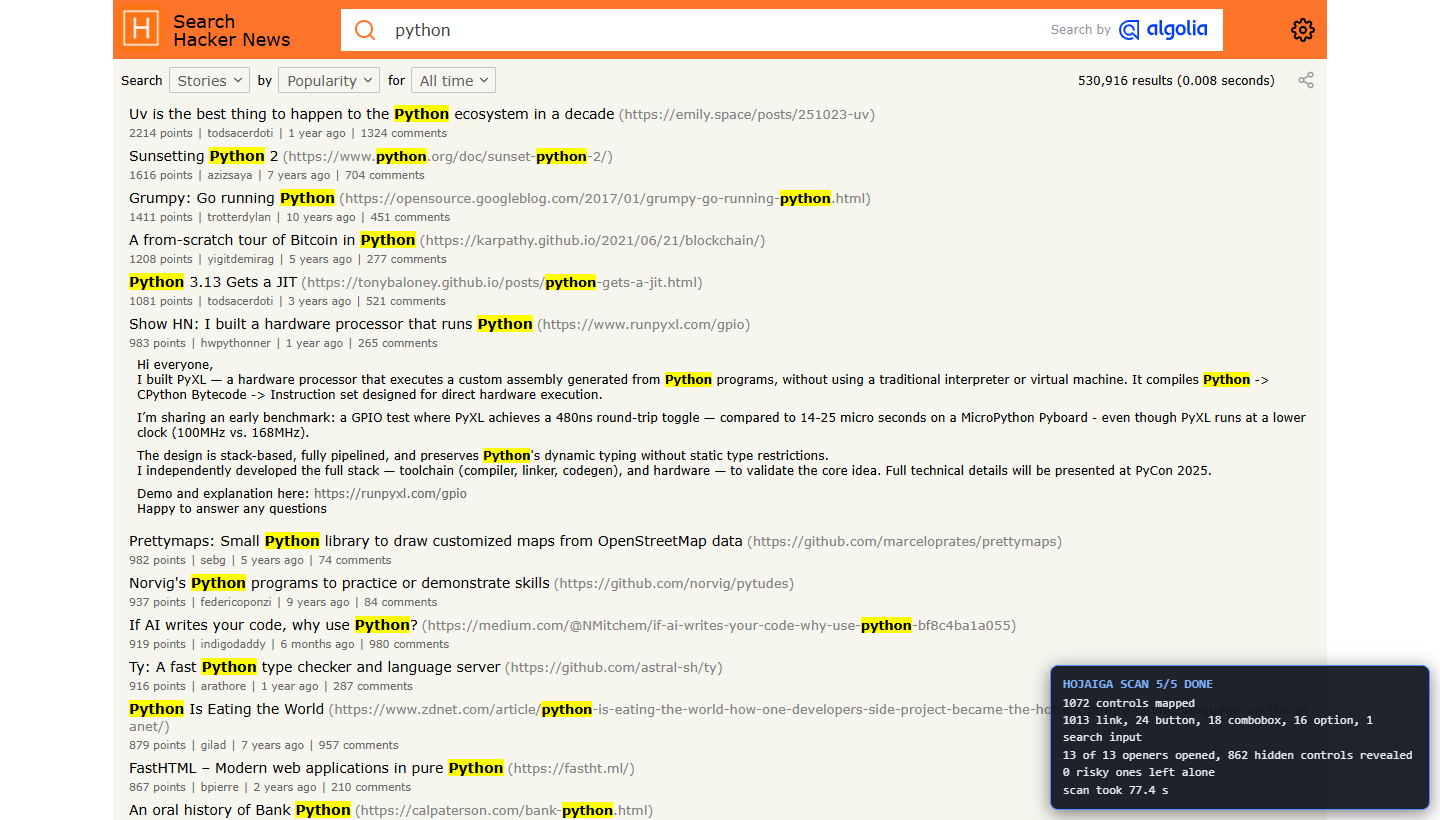 Search
Hacker News
python
Search by algolia
Search Stories by Popularity for All time
530,916 results (0.008 seconds)
Uv is the best thing to happen to the Python ecosystem in a decade (https://emily.space/posts/251023-uv)
2214 points | todsacerdoti | 1 year ago | 1324 comments
Sunsetting Python 2 (https://www.python.org/doc/sunset-python-2/)
1616 points | azizsaya | 7 years ago | 704 comments
Grumpy: Go running Python (https://opensource.googleblog.com/2017/01/grumpy-go-running-python.html)
1411 points | trotterdylan | 10 years ago | 451 comments
A from-scratch tour of Bitcoin in Python (https://karpathy.github.io/2021/06/21/blockchain/)
1208 points | yigitdemirag | 5 years ago | 277 comments
Python 3.13 Gets a JIT (https://tonybaloney.github.io/posts/python-gets-a-jit.html)
1081 points | todsacerdoti | 3 years ago | 521 comments
Show HN: I built a hardware processor that runs Python (https://www.runpyxl.com/gpio)
983 points | hwpythonner | 1 year ago | 265 comments
Hi everyone,
I built PyXL — a hardware processor that executes a custom assembly generated from Python programs, without using a traditional interpreter or virtual machine. It compiles Python ->
CPython Bytecode -> Instruction set designed for direct hardware execution.
I’m sharing an early benchmark: a GPIO test where PyXL achieves a 480ns round-trip toggle — compared to 14-25 micro seconds on a MicroPython Pyboard - even though PyXL runs at a lower
clock (100MHz vs. 168MHz).
The design is stack-based, fully pipelined, and preserves Python's dynamic typing without static type restrictions.
I independently developed the full stack — toolchain (compiler, linker, codegen), and hardware — to validate the core idea. Full technical details will be presented at PyCon 2025.
Demo and explanation here: https://runpyxl.com/gpio
Happy to answer any questions
Prettymaps: Small Python library to draw customized maps from OpenStreetMap data (https://github.com/marceloprates/prettymaps)
982 points | sebg | 5 years ago | 74 comments
Norvig's Python programs to practice or demonstrate skills (https://github.com/norvig/pytudes)
937 points | federicoponzi | 9 years ago | 84 comments
If AI writes your code, why use Python? (https://medium.com/@NMitchem/if-ai-writes-your-code-why-use-python-bf8c4ba1a055)
919 points | indigodaddy | 6 months ago | 980 comments
Ty: A fast Python type checker and language server (https://github.com/astral-sh/ty)
916 points | arathore | 1 year ago | 287 comments
Python Is Eating the World (https://www.zdnet.com/article/python-is-eating-the-world-how-one-developers-side-project-became-the-ho
anet/)
879 points | gilad | 7 years ago | 957 comments
FastHTML – Modern web applications in pure Python (https://fastht.ml/)
867 points | bpierre | 2 years ago | 210 comments
An oral history of Bank Python (https://calpaterson.com/bank-python.html)
HOJAIGA SCAN 5/5 DONE
1072 controls mapped
1013 link, 24 button, 18 combobox, 16 option, 1
search input
13 of 13 openers opened, 862 hidden controls revealed
0 risky ones left alone
scan took 77.4 s